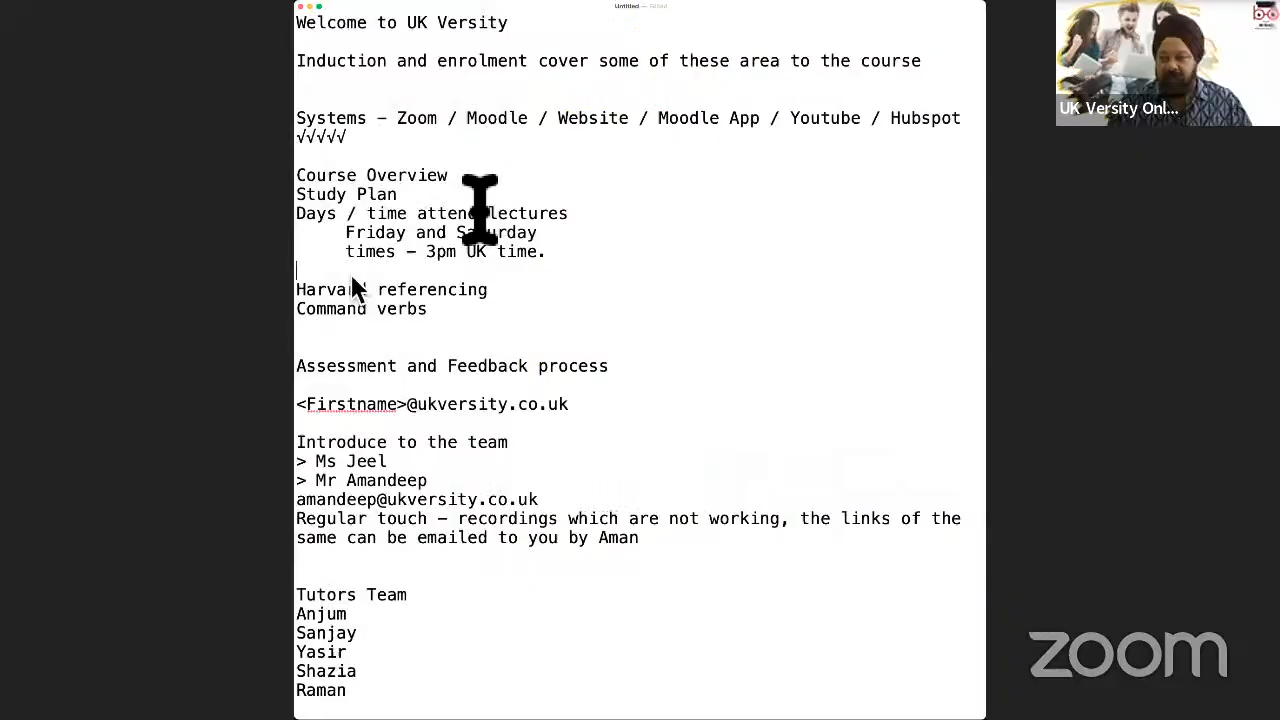 Untitled — Edited
Welcome to UK Versity
Induction and enrolment cover some of these area to the course
Systems – Zoom / Moodle / Website / Moodle App / Youtube / Hubspot
√√√√√
Course Overview
Study Plan
Days / time attend lectures
Friday and Saturday
times – 3pm UK time.
Harvard referencing
Command verbs
Assessment and Feedback process
<Firstname>@ukversity.co.uk
Introduce to the team
> Ms Jeel
> Mr Amandeep
amandeep@ukversity.co.uk
Regular touch – recordings which are not working, the links of the
same can be emailed to you by Aman
Tutors Team
Anjum
Sanjay
Yasir
Shazia
Raman
UK Versity Onl...
zoom